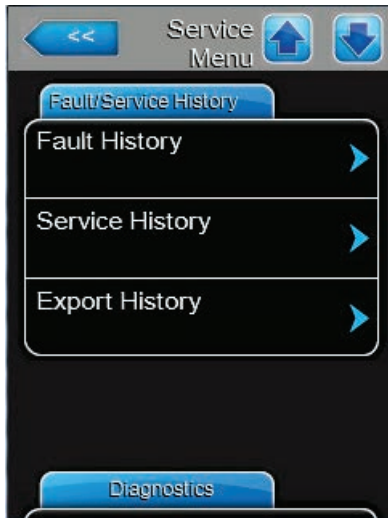 <<
Service
Menu
Fault/Service History
Fault History
Service History
Export History
Diagnostics